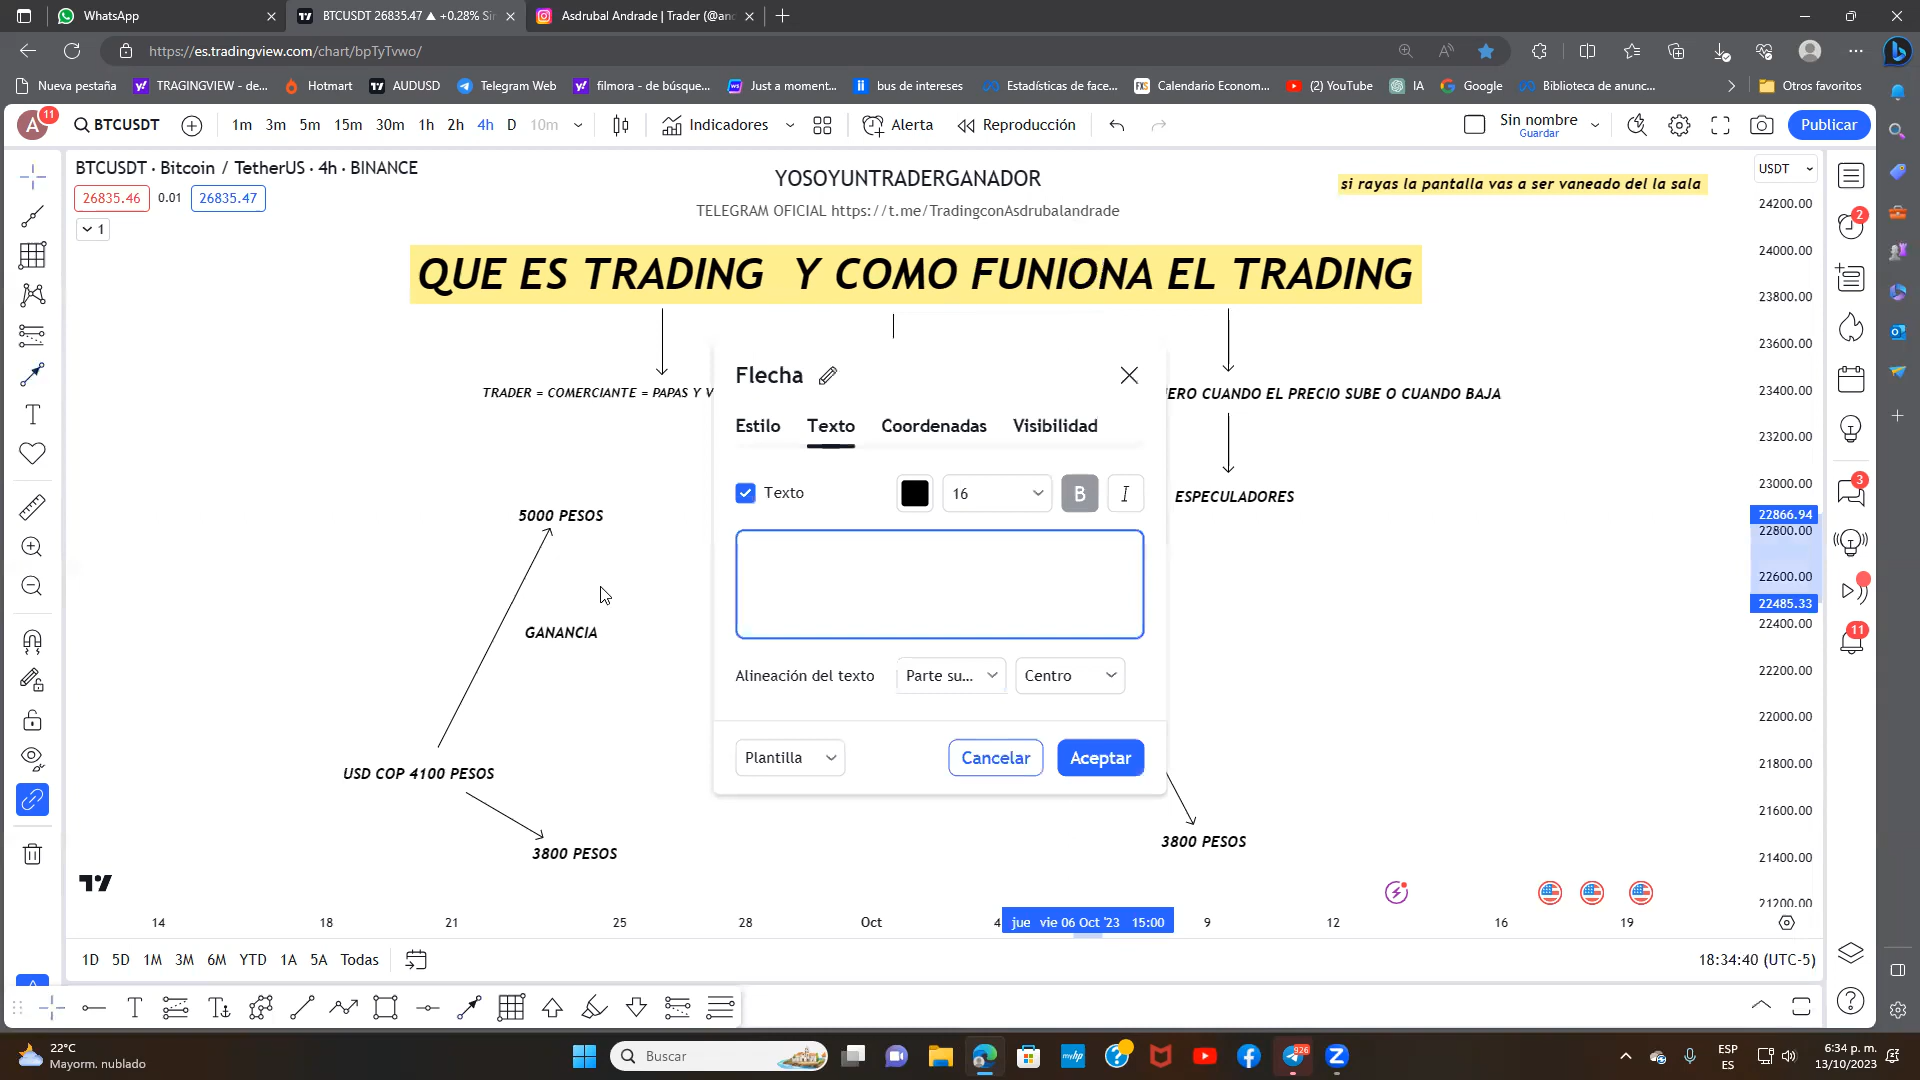 WhatsApp
BTCUSDT 26835.47 ▲ +0.28% Si
Asdrubal Andrade | Trader (@and
https://es.tradingview.com/chart/bpTyTvwo/
Nueva pestaña
TRAGINGVIEW - de...
Hotmart
AUDUSD
Telegram Web
filmora - de búsque...
Just a moment...
bus de intereses
Estadísticas de face...
Calendario Econom...
(2) YouTube
IA
Google
Biblioteca de anunc...
Otros favoritos
A
11
BTCUSDT
1m 3m 5m 15m 30m 1h 2h 4h D 10m
Indicadores
Alerta
Reproducción
Sin nombre
Guardar
Publicar
BTCUSDT · Bitcoin / TetherUS · 4h · BINANCE
26835.46
0.01
26835.47
1
YOSOYUNTRADERGANADOR
TELEGRAM OFICIAL https://t.me/TradingconAsdrubalandrade
si rayas la pantalla vas a ser vaneado del la sala
USDT
QUE ES TRADING Y COMO FUNIONA EL TRADING
TRADER = COMERCIANTE = PAPAS Y V
ERO CUANDO EL PRECIO SUBE O CUANDO BAJA
ESPECULADORES
5000 PESOS
GANANCIA
USD COP 4100 PESOS
3800 PESOS
3800 PESOS
Flecha
Estilo
Texto
Coordenadas
Visibilidad
Texto
16
B
I
Alineación del texto
Parte su...
Centro
Plantilla
Cancelar
Aceptar
24200.00
24000.00
23800.00
23600.00
23400.00
23200.00
23000.00
22866.94
22800.00
22600.00
22485.33
22400.00
22200.00
22000.00
21800.00
21600.00
21400.00
21200.00
2
3
11
14 18 21 25 28 Oct 4
jue vie 06 Oct '23 15:00
9 12 16 19
1D 5D 1M 3M 6M YTD 1A 5A Todas
18:34:40 (UTC-5)
22°C
Mayorm. nublado
Buscar
myhp
926
ESP
ES
6:34 p. m.
13/10/2023